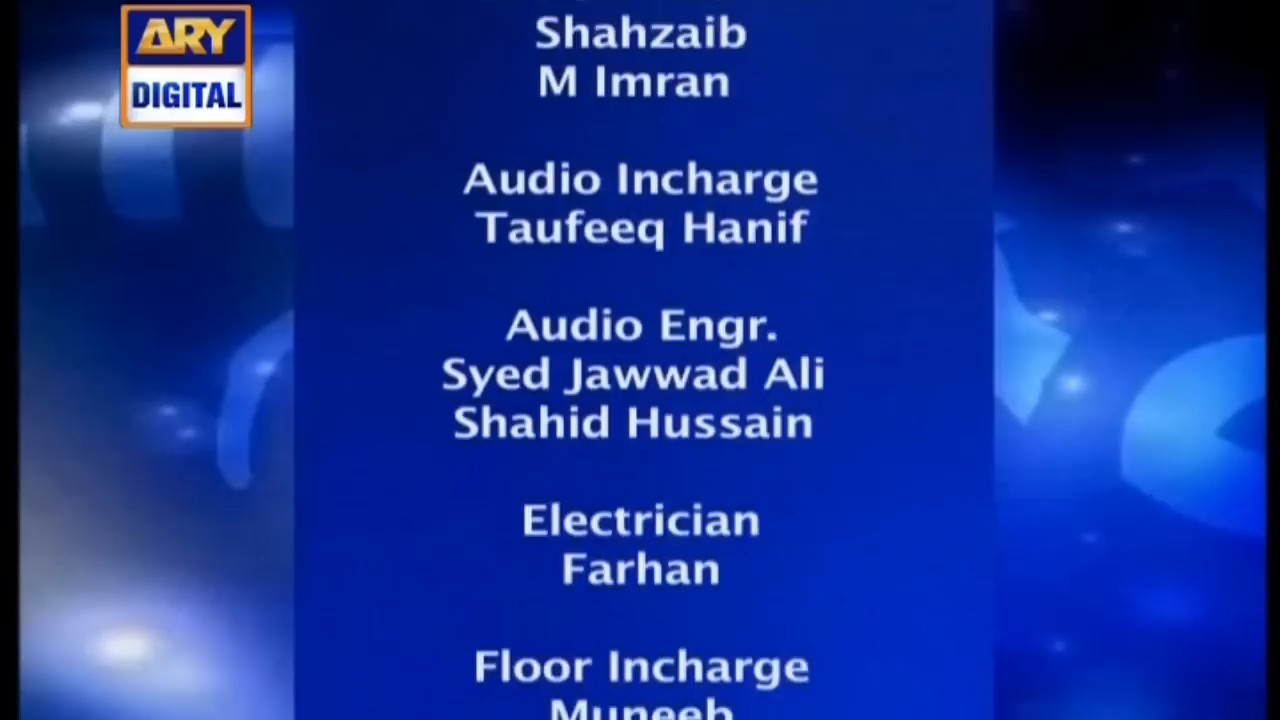 ARY
DIGITAL
Shahzaib
M Imran
Audio Incharge
Taufeeq Hanif
Audio Engr.
Syed Jawwad Ali
Shahid Hussain
Electrician
Farhan
Floor Incharge
Muneeb